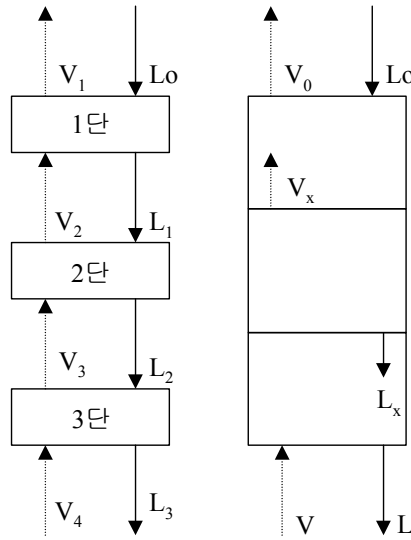 V₁ Lo
1단
V₂ L₁
2단
V₃ L₂
3단
V₄ L₃
V₀ Lo
Vₓ
Lₓ
V L